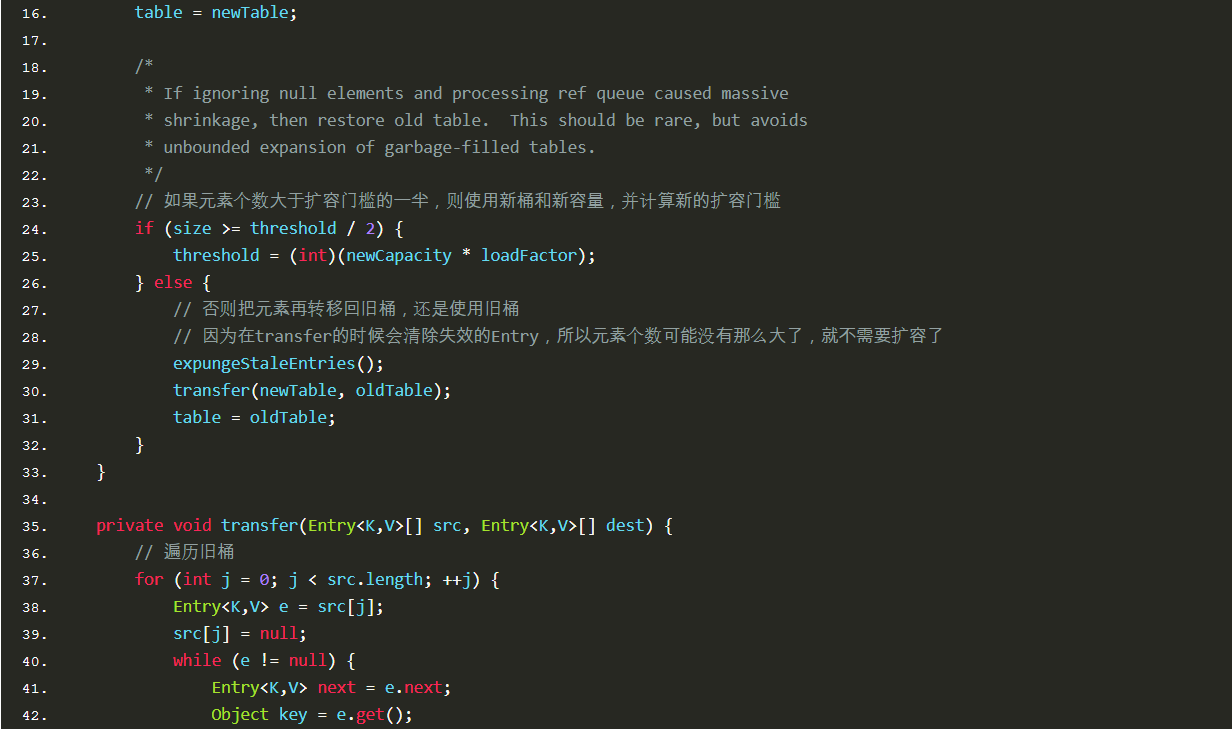 16.         table = newTable;
17.
18.         /*
19.          * If ignoring null elements and processing ref queue caused massive
20.          * shrinkage, then restore old table.  This should be rare, but avoids
21.          * unbounded expansion of garbage-filled tables.
22.          */
23.         // 如果元素个数大于扩容门槛的一半，则使用新桶和新容量，并计算新的扩容门槛
24.         if (size >= threshold / 2) {
25.             threshold = (int)(newCapacity * loadFactor);
26.         } else {
27.             // 否则把元素再转移回旧桶，还是使用旧桶
28.             // 因为在transfer的时候会清除失效的Entry，所以元素个数可能没有那么大了，就不需要扩容了
29.             expungeStaleEntries();
30.             transfer(newTable, oldTable);
31.             table = oldTable;
32.         }
33.     }
34.
35.     private void transfer(Entry<K,V>[] src, Entry<K,V>[] dest) {
36.         // 遍历旧桶
37.         for (int j = 0; j < src.length; ++j) {
38.             Entry<K,V> e = src[j];
39.             src[j] = null;
40.             while (e != null) {
41.                 Entry<K,V> next = e.next;
42.                 Object key = e.get();